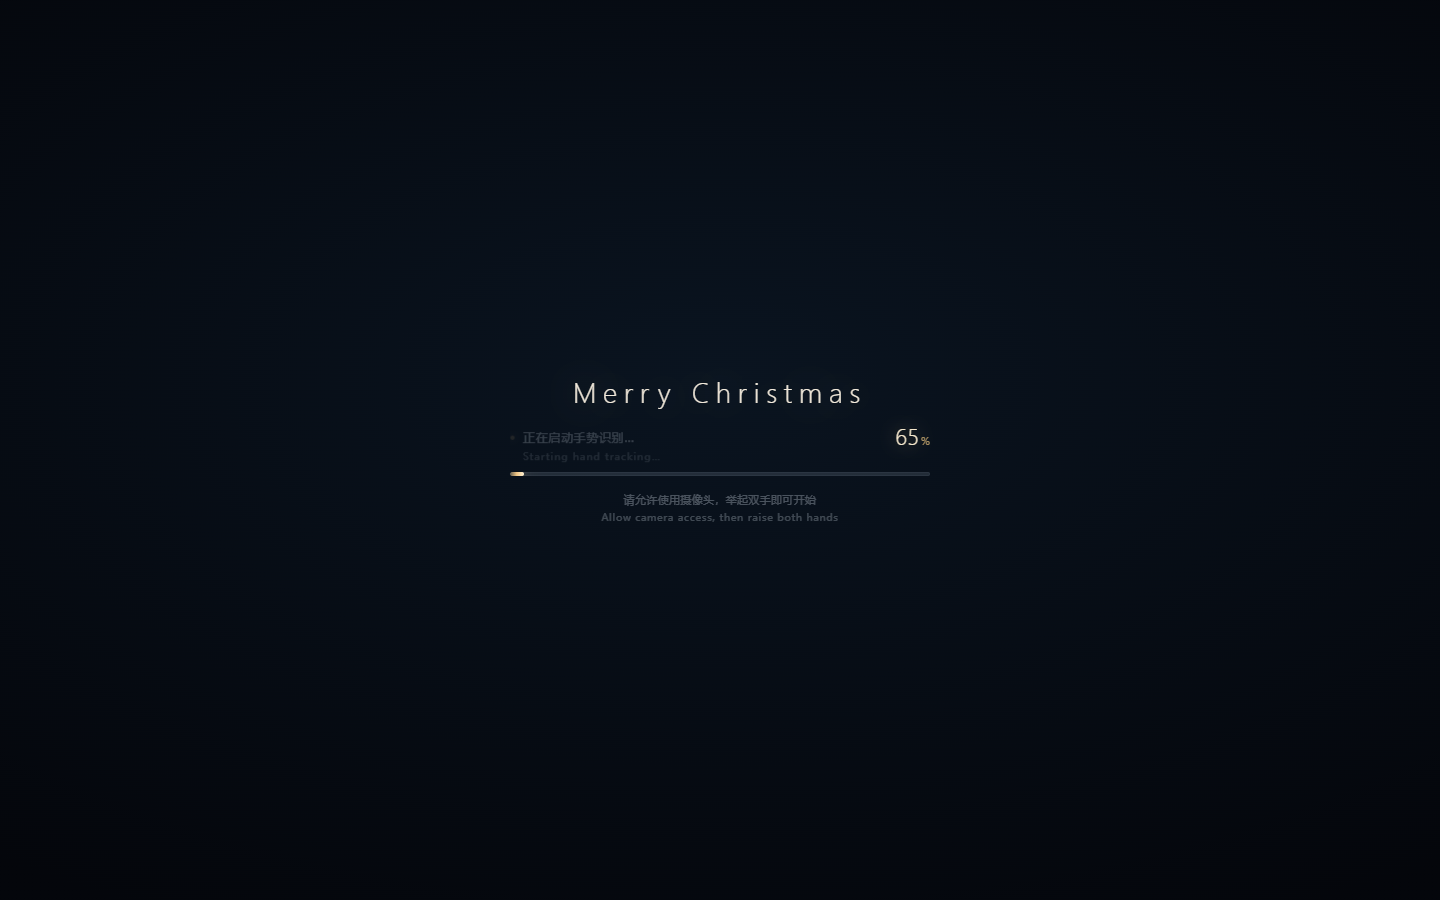 Merry Christmas
正在启动手势识别...
65%
Starting hand tracking...
请允许使用摄像头，举起双手即可开始
Allow camera access, then raise both hands